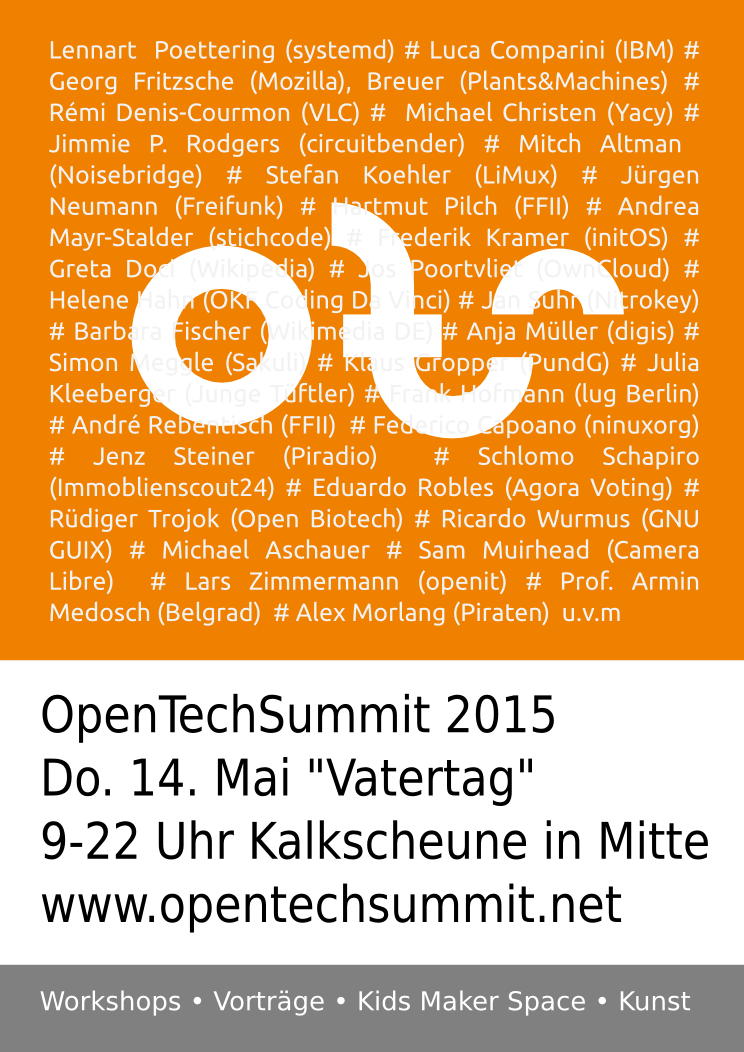 Lennart Poettering (systemd) # Luca Comparini (IBM) #
Georg Fritzsche (Mozilla), Breuer (Plants&Machines) #
Rémi Denis-Courmon (VLC) # Michael Christen (Yacy) #
Jimmie P. Rodgers (circuitbender) # Mitch Altman
(Noisebridge) # Stefan Koehler (LiMux) # Jürgen
Neumann (Freifunk) # Hartmut Pilch (FFII) # Andrea
Mayr-Stalder (stichcode) # Frederik Kramer (initOS) #
Greta Doci (Wikipedia) # Jos Poortvliet (OwnCloud) #
Helene Hahn (OKF Coding Da Vinci) # Jan Suhr (Nitrokey)
# Barbara Fischer (Wikimedia DE) # Anja Müller (digis) #
Simon Meggle (Sakuli) # Klaus Gropper (PundG) # Julia
Kleeberger (Junge Tüftler) # Frank Hofmann (lug Berlin)
# André Rebentisch (FFII) # Federico Capoano (ninuxorg)
# Jenz Steiner (Piradio) # Schlomo Schapiro
(Immoblienscout24) # Eduardo Robles (Agora Voting) #
Rüdiger Trojok (Open Biotech) # Ricardo Wurmus (GNU
GUIX) # Michael Aschauer # Sam Muirhead (Camera
Libre) # Lars Zimmermann (openit) # Prof. Armin
Medosch (Belgrad) # Alex Morlang (Piraten) u.v.m
ots
OpenTechSummit 2015
Do. 14. Mai "Vatertag"
9-22 Uhr Kalkscheune in Mitte
www.opentechsummit.net
Workshops • Vorträge • Kids Maker Space • Kunst